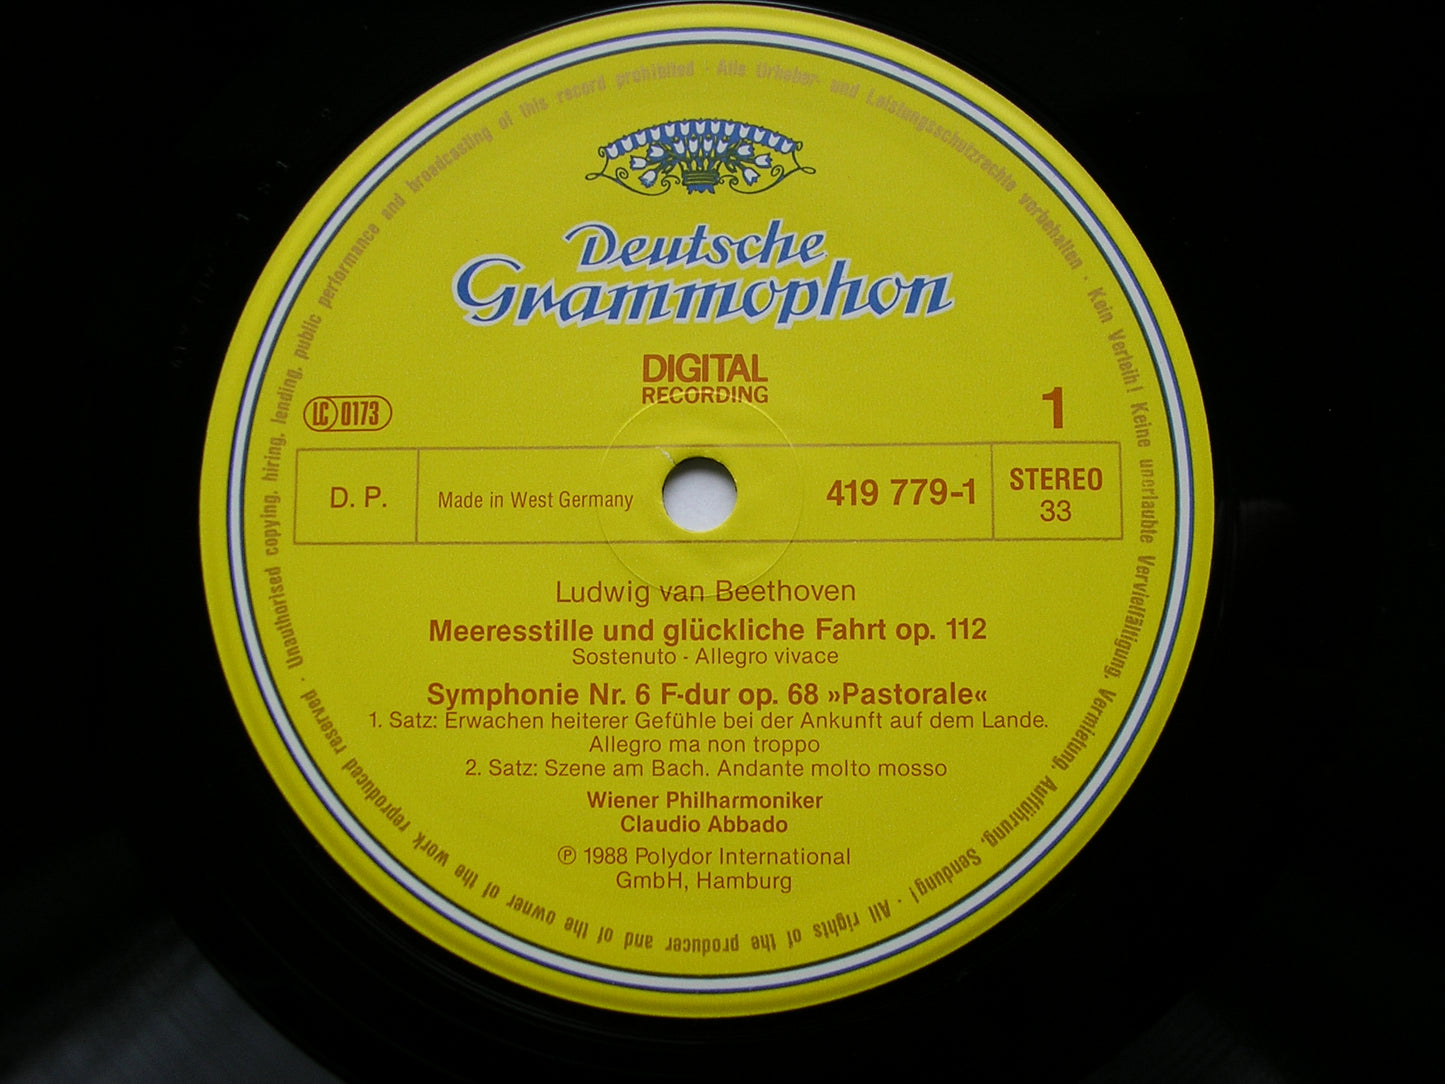 Deutsche
Grammophon
DIGITAL
RECORDING
LC 0173
1
D. P.
Made in West Germany
419 779-1
STEREO
33
Ludwig van Beethoven
Meeresstille und glückliche Fahrt op. 112
Sostenuto - Allegro vivace
Symphonie Nr. 6 F-dur op. 68 »Pastorale«
1. Satz: Erwachen heiterer Gefühle bei der Ankunft auf dem Lande.
Allegro ma non troppo
2. Satz: Szene am Bach. Andante molto mosso
Wiener Philharmoniker
Claudio Abbado
℗ 1988 Polydor International
GmbH, Hamburg
Alle Urheber- und Leistungsschutzrechte vorbehalten · Kein Verleih! Keine unerlaubte Vervielfältigung, Vermietung, Aufführung, Sendung! · All rights of the producer and of the owner of the work reproduced reserved · Unauthorised copying, hiring, lending, public performance and broadcasting of this record prohibited ·